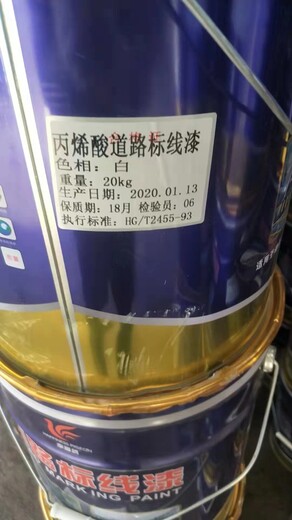 丙烯酸道路标线漆
色相：白
重量：20kg
生产日期：2020.01.13
保质期：18月 检验员：06
执行标准：HG/T2455-93
标线漆
MARKING PAINT